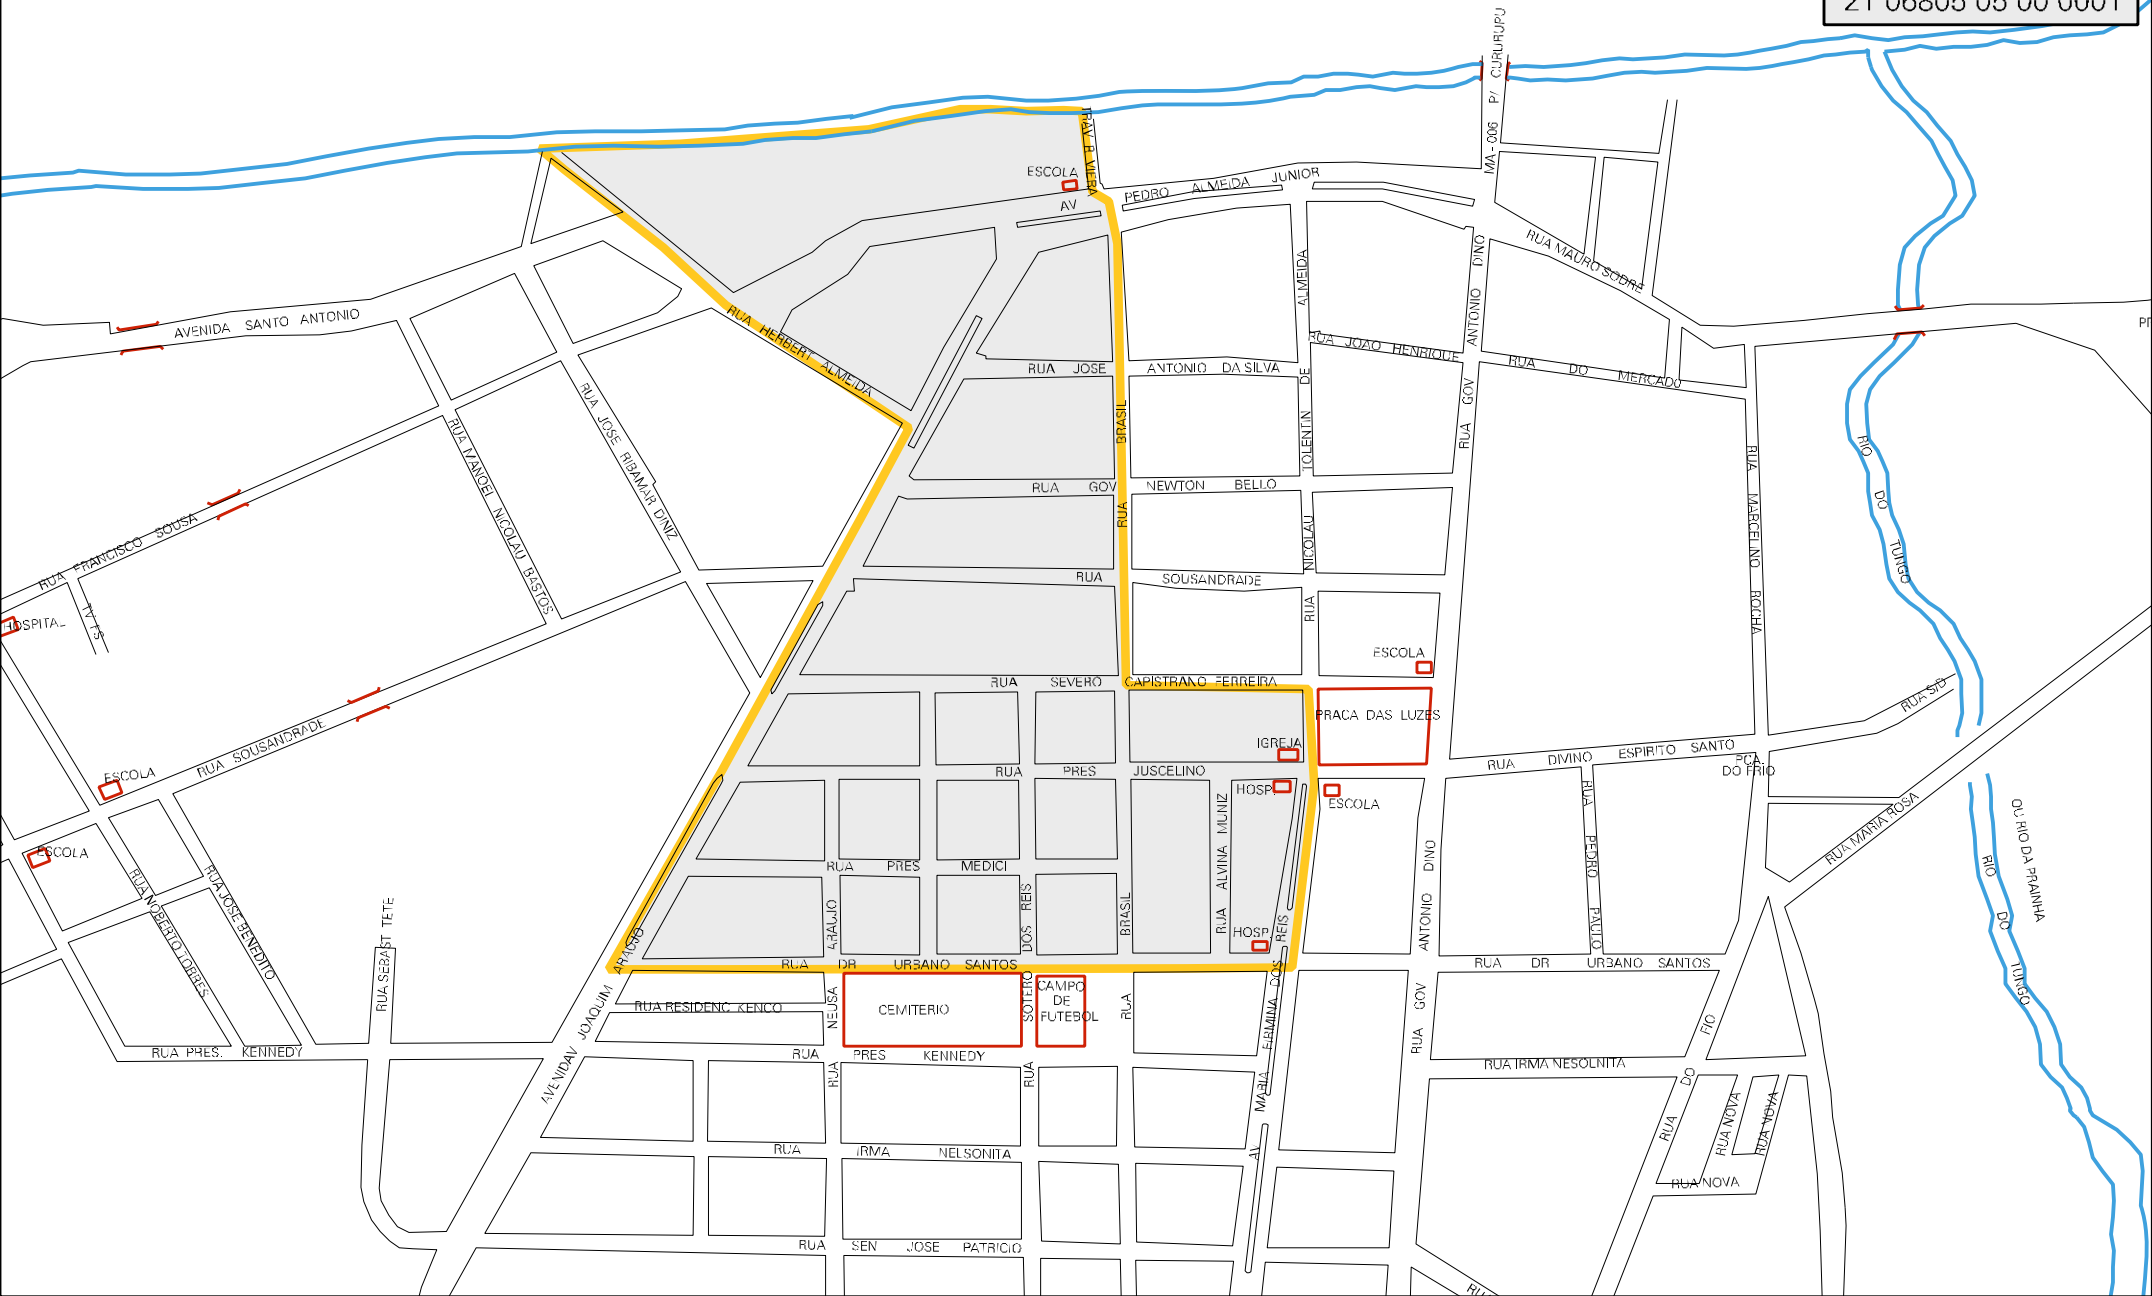 21 06805 05 00 0001
MA-006 P/ CURURUPU
TRAV R VIERA
ESCOLA
AV PEDRO ALMEIDA JUNIOR
RUA MAURO SODRE
AVENIDA SANTO ANTONIO
RUA HERBERT ALMEIDA
RUA JOSE ANTONIO DA SILVA
RUA JOAO HENRIQUE
RUA DO MERCADO
RUA GOV ANTONIO DINO
RUA NICOLAU TOLENTIN DE ALMEIDA
RUA BRASIL
RUA JOSE RIBAMAR DINIZ
RUA MANOEL NICOLAU BASTOS
RUA GOV NEWTON BELLO
RUA MARCELINO ROCHA
RIO DO TUNGO
RUA FRANCISCO SOUSA
TV FS
HOSPITAL
RUA SOUSANDRADE
ESCOLA
RUA SEVERO CAPISTRANO FERREIRA
PRACA DAS LUZES
IGREJA
RUA S/D
RUA SOUSANDRADE
RUA DIVINO ESPIRITO SANTO
PCA.
DO FRIO
RUA PRES JUSCELINO
HOSP.
ESCOLA
ESCOLA
ESCOLA
RUA ALVINA MUNIZ
RUA PEDRO PAULO
RUA MARIA ROSA
OU RIO DA PRAINHA
RIO DO TUNGO
RUA PRES MEDICI
RUA NOBERTO TORRES
RUA JOSE BENEDITO
RUA SEBAST TETE
HOSP.
RUA DR URBANO SANTOS
RUA DR URBANO SANTOS
AVENIDAV JOAQUIM ARAUJO
RUA NEUSA ARAUJO
RUA SOTERO DOS REIS
RUA BRASIL
AV MARIA FIRMINA DOS REIS
RUA GOV ANTONIO DINO
CAMPO
DE
FUTEBOL
CEMITERIO
RUA RESIDENC KENCO
RUA PRES. KENNEDY
RUA PRES KENNEDY
RUA IRMA NESOLNITA
RUA DO FIO
RUA NOVA
RUA NOVA
RUA NOVA
RUA IRMA NELSONITA
RUA SEN JOSE PATRICIO